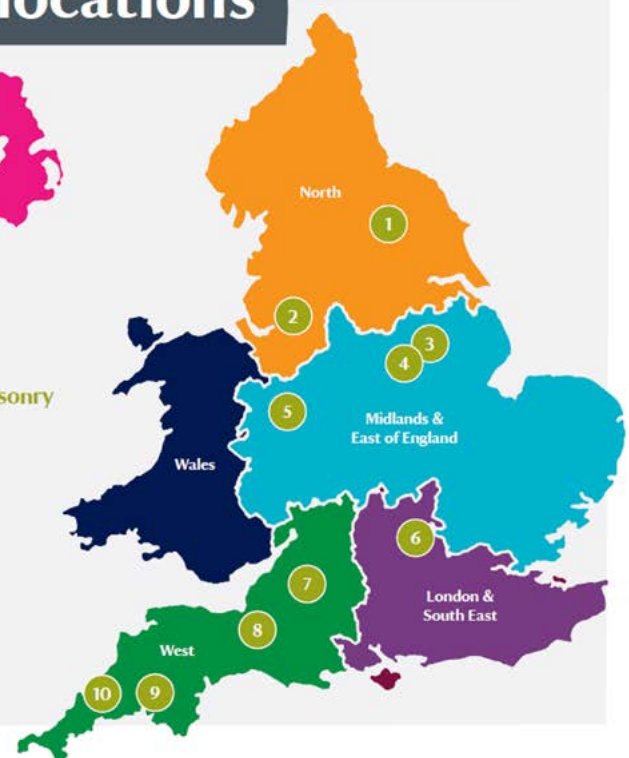 locations
North
1
2
3
4
sonry
5
Midlands &
East of England
Wales
6
7
London &
South East
8
West
10
9